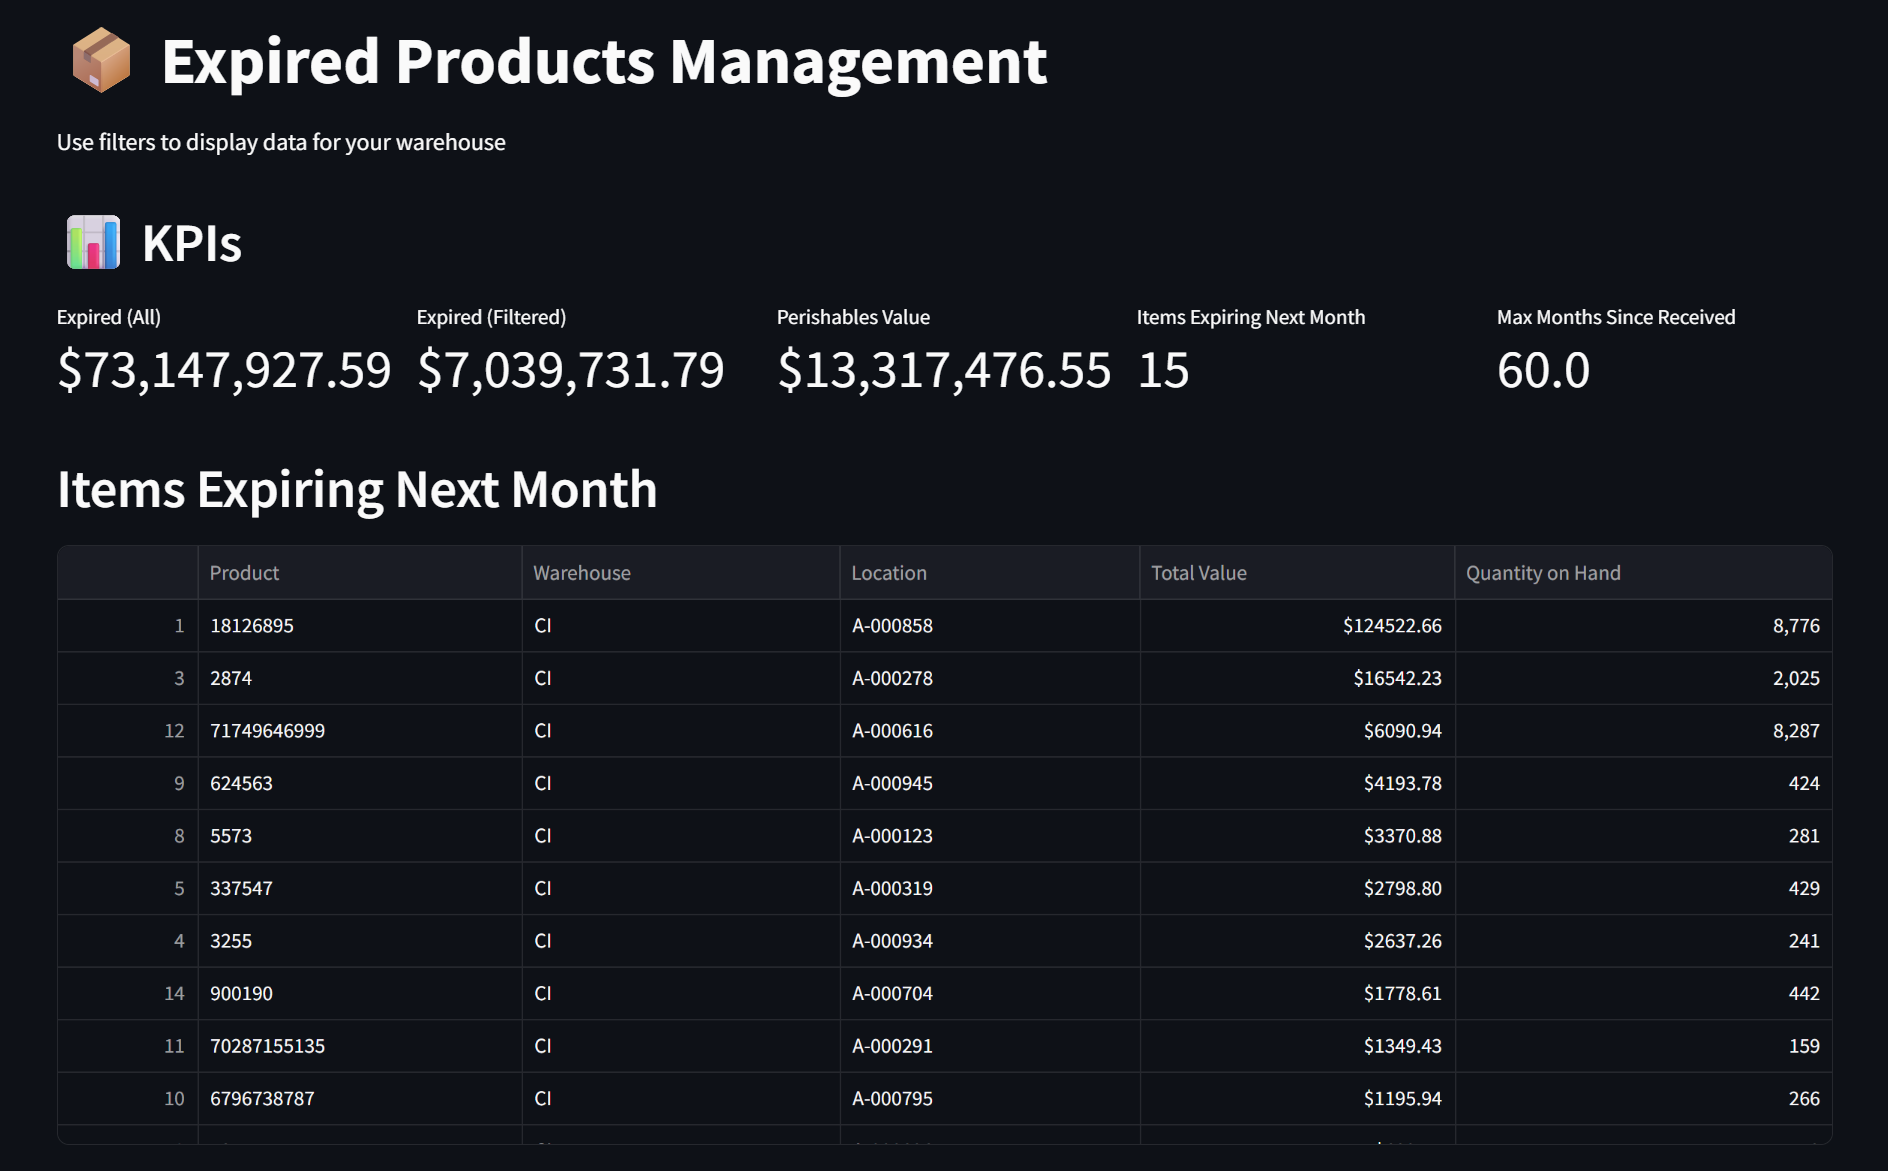 Expired Products Management
Use filters to display data for your warehouse
KPIs
Expired (All) Expired (Filtered) Perishables Value Items Expiring Next Month Max Months Since Received
$73,147,927.59 $7,039,731.79 $13,317,476.55 15 60.0
Items Expiring Next Month
Product Warehouse Location Total Value Quantity on Hand
1 18126895 CI A-000858 $124522.66 8,776
3 2874 CI A-000278 $16542.23 2,025
12 71749646999 CI A-000616 $6090.94 8,287
9 624563 CI A-000945 $4193.78 424
8 5573 CI A-000123 $3370.88 281
5 337547 CI A-000319 $2798.80 429
4 3255 CI A-000934 $2637.26 241
14 900190 CI A-000704 $1778.61 442
11 70287155135 CI A-000291 $1349.43 159
10 6796738787 CI A-000795 $1195.94 266